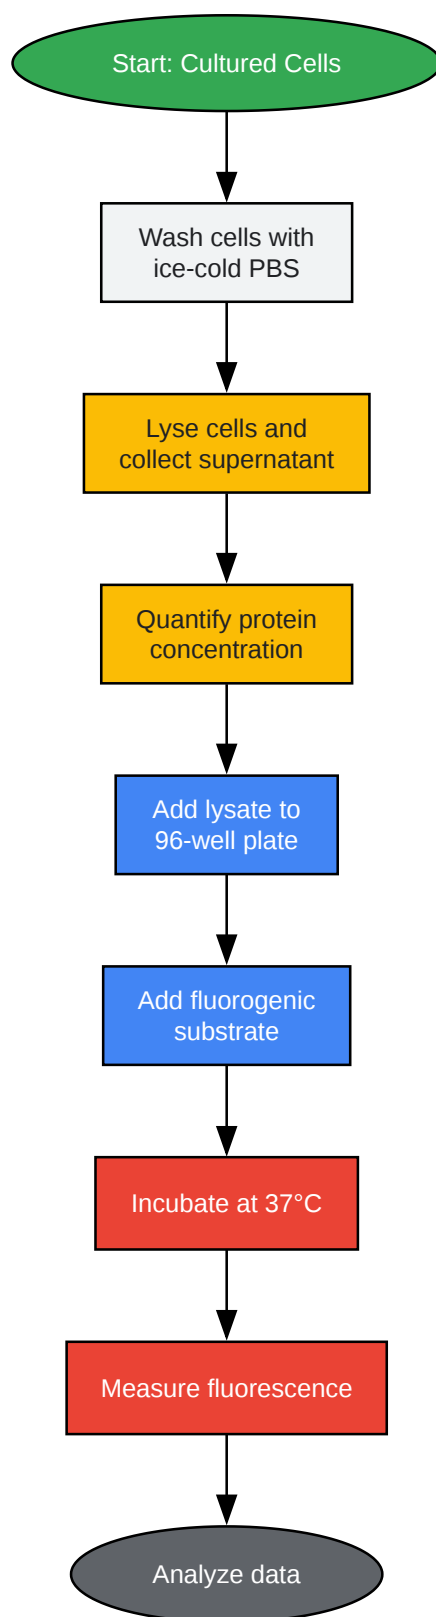 Start: Cultured Cells
Wash cells with
ice-cold PBS
Lyse cells and
collect supernatant
Quantify protein
concentration
Add lysate to
96-well plate
Add fluorogenic
substrate
Incubate at 37°C
Measure fluorescence
Analyze data